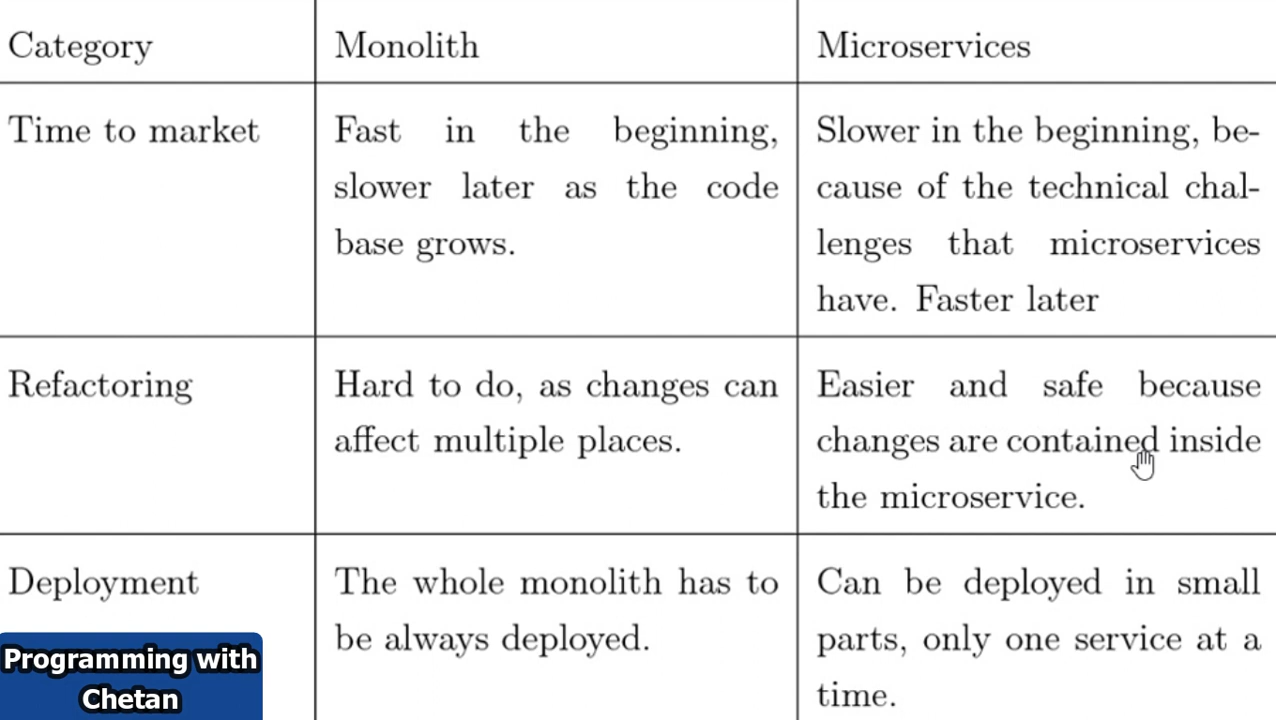 Category
Monolith
Microservices
Time to market
Fast in the beginning,
slower later as the code
base grows.
Slower in the beginning, be-
cause of the technical chal-
lenges that microservices
have. Faster later
Refactoring
Hard to do, as changes can
affect multiple places.
Easier and safe because
changes are contained inside
the microservice.
Deployment
The whole monolith has to
be always deployed.
Can be deployed in small
parts, only one service at a
time.
Programming with
Chetan